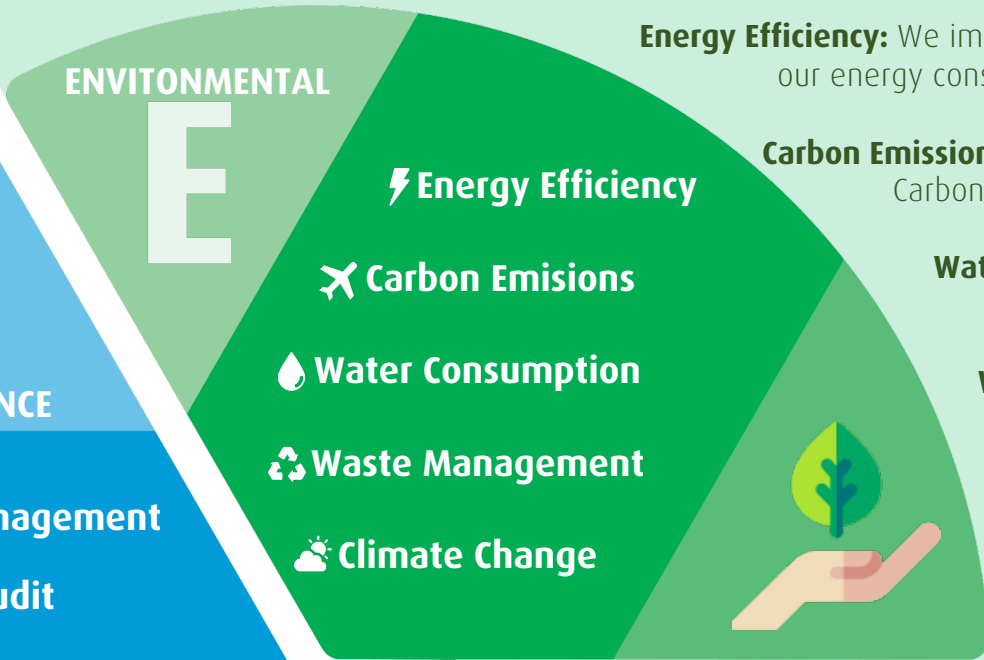 ENVITONMENTAL
E
Energy Efficiency
Carbon Emisions
Water Consumption
Waste Management
Climate Change
Energy Efficiency: We im
our energy cons
Carbon Emission
Carbon
Wat
W
NCE
nagement
udit